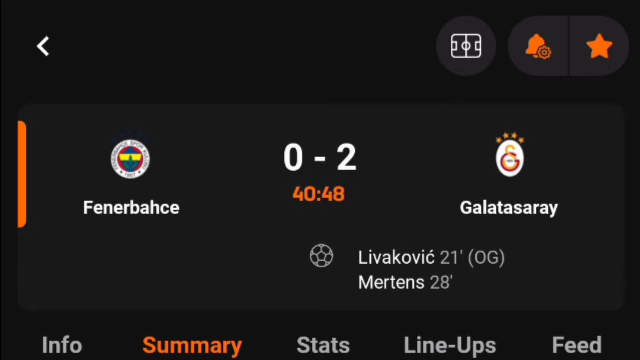 0 - 2
40:48
Fenerbahce
Galatasaray
Livaković 21' (OG)
Mertens 28'
Info Summary Stats Line-Ups Feed